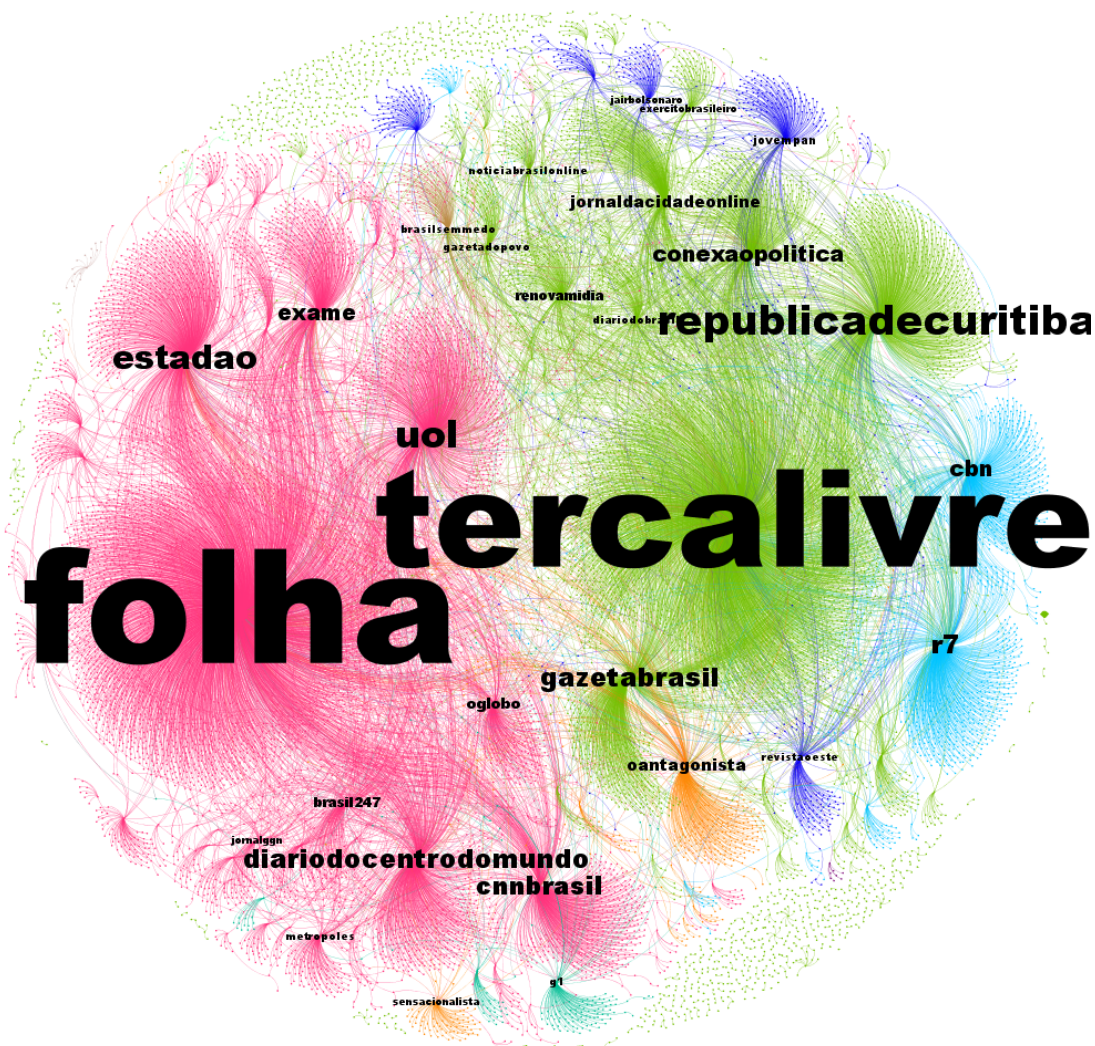 jairbolsonaro
exercitobrasileiro
jovempan
noticiabrasilonline
jornaldacidadeonline
brasilsemmedo
gazetadopovo
conexaopolitica
renovamidia
exame
diariodobrasil
republicadecuritiba
estadao
uol
cbn
tercalivre
folha
r7
gazetabrasil
oglobo
revistaoeste
oantagonista
brasil247
jornalggn
diariodocentrodomundo
cnnbrasil
metropoles
g1
sensacionalista